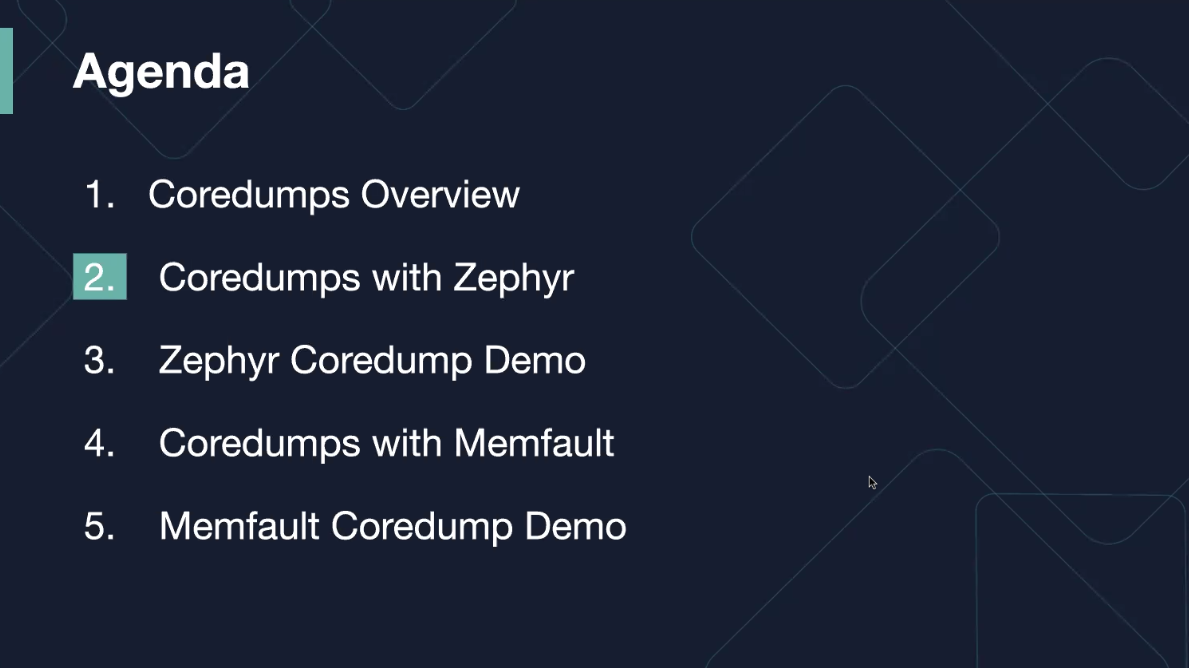 Agenda
1. Coredumps Overview
2. Coredumps with Zephyr
3. Zephyr Coredump Demo
4. Coredumps with Memfault
5. Memfault Coredump Demo